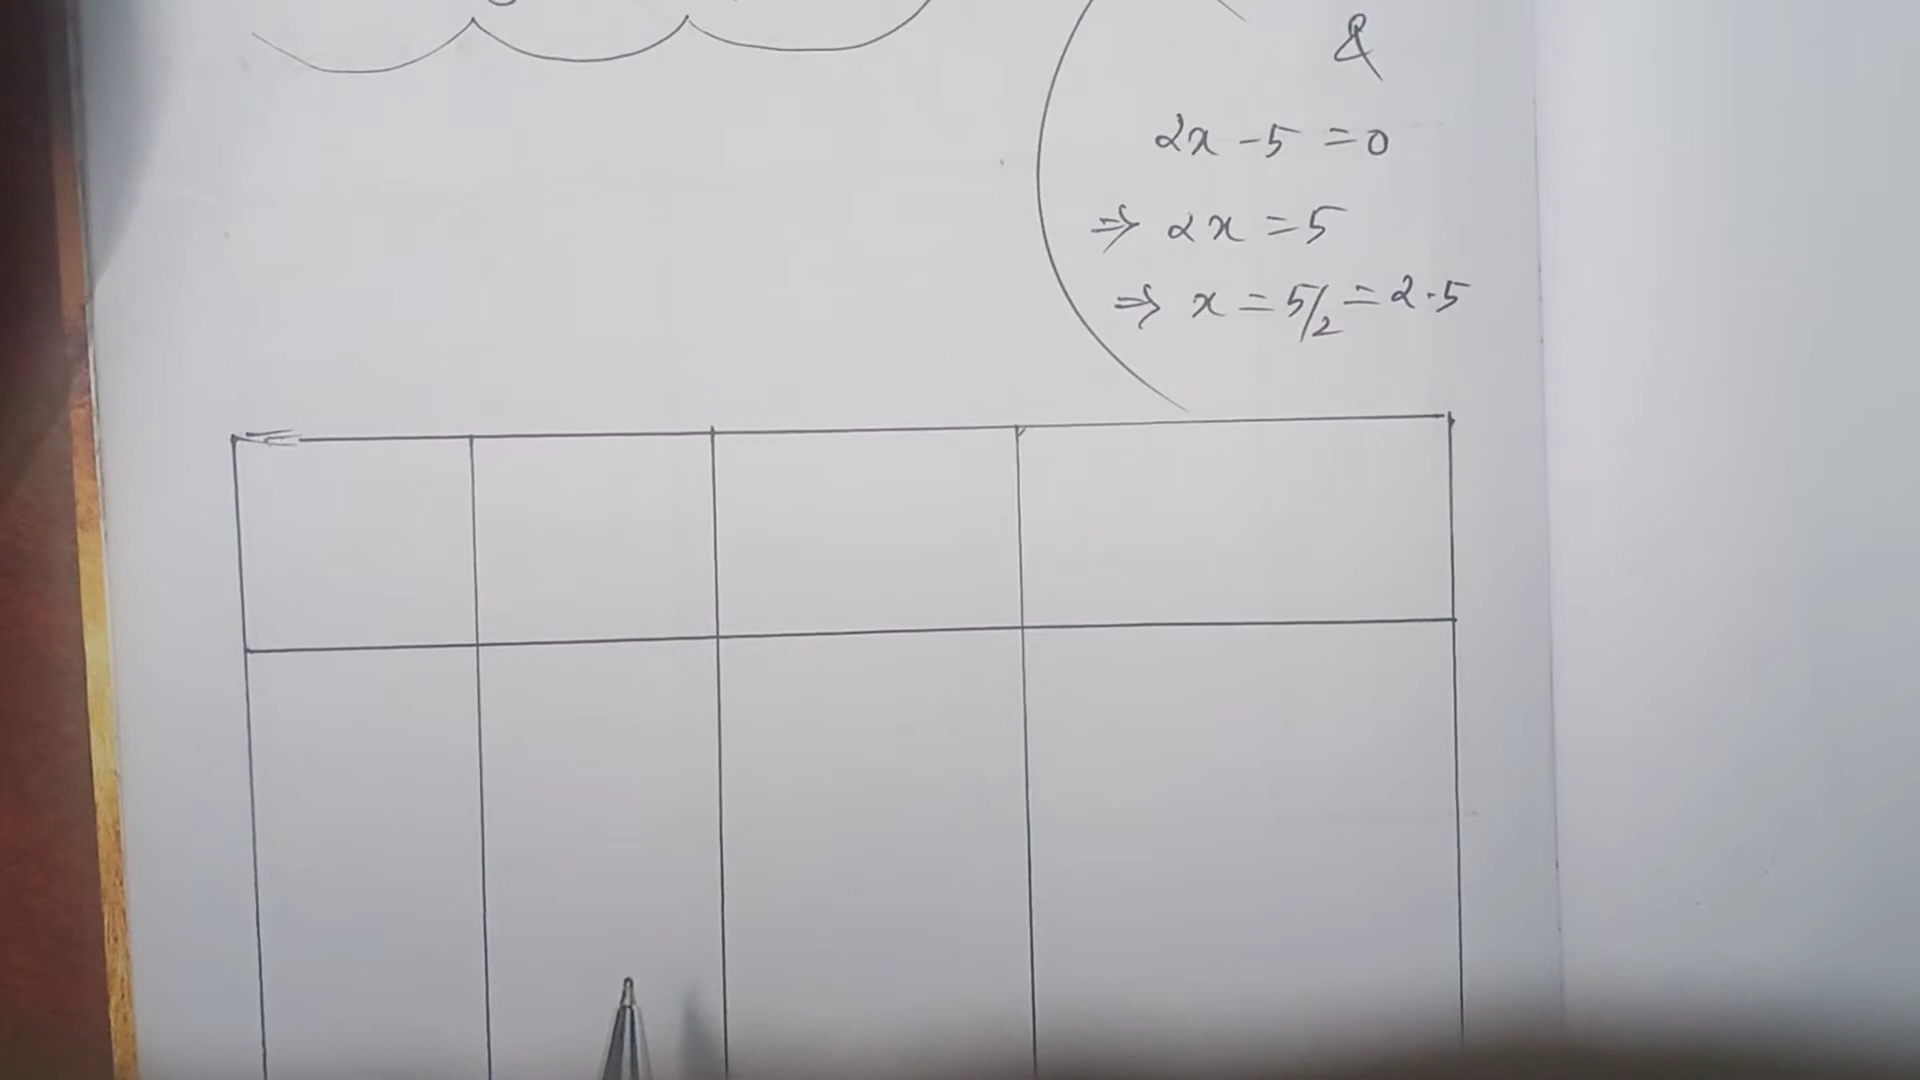 &
2x - 5 = 0
⇒ 2x = 5
⇒ x = 5/2 = 2.5